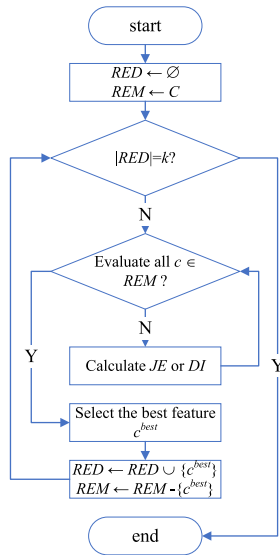 start
RED ← ∅
REM ← C
|RED|=k?
N
Evaluate all c ∈
REM ?
N
Y
Y
Calculate JE or DI
Select the best feature
c^best
RED ← RED ∪ {c^best}
REM ← REM -{c^best}
end